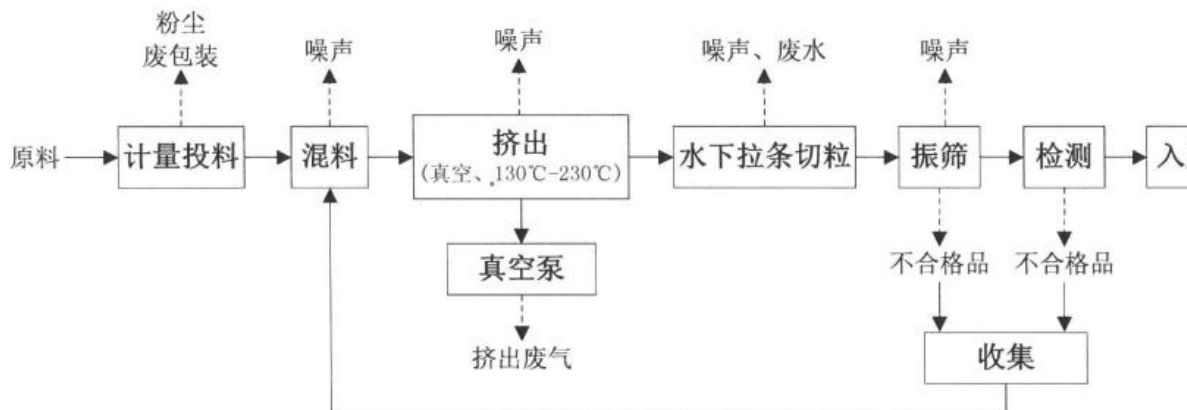 粉尘
废包装
噪声
噪声
噪声、废水
噪声
原料
计量投料
混料
挤出
(真空、130℃-230℃)
水下拉条切粒
振筛
检测
入
真空泵
不合格品
不合格品
挤出废气
收集